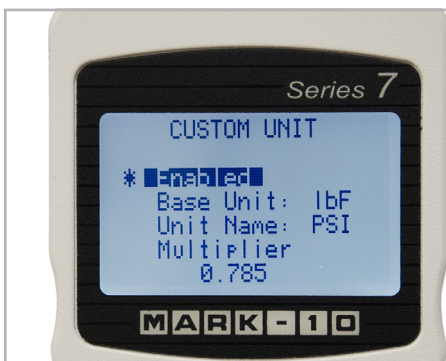 Series 7
CUSTOM UNIT
* Enabled
Base Unit: lbF
Unit Name: PSI
Multiplier
0.785
MARK-10